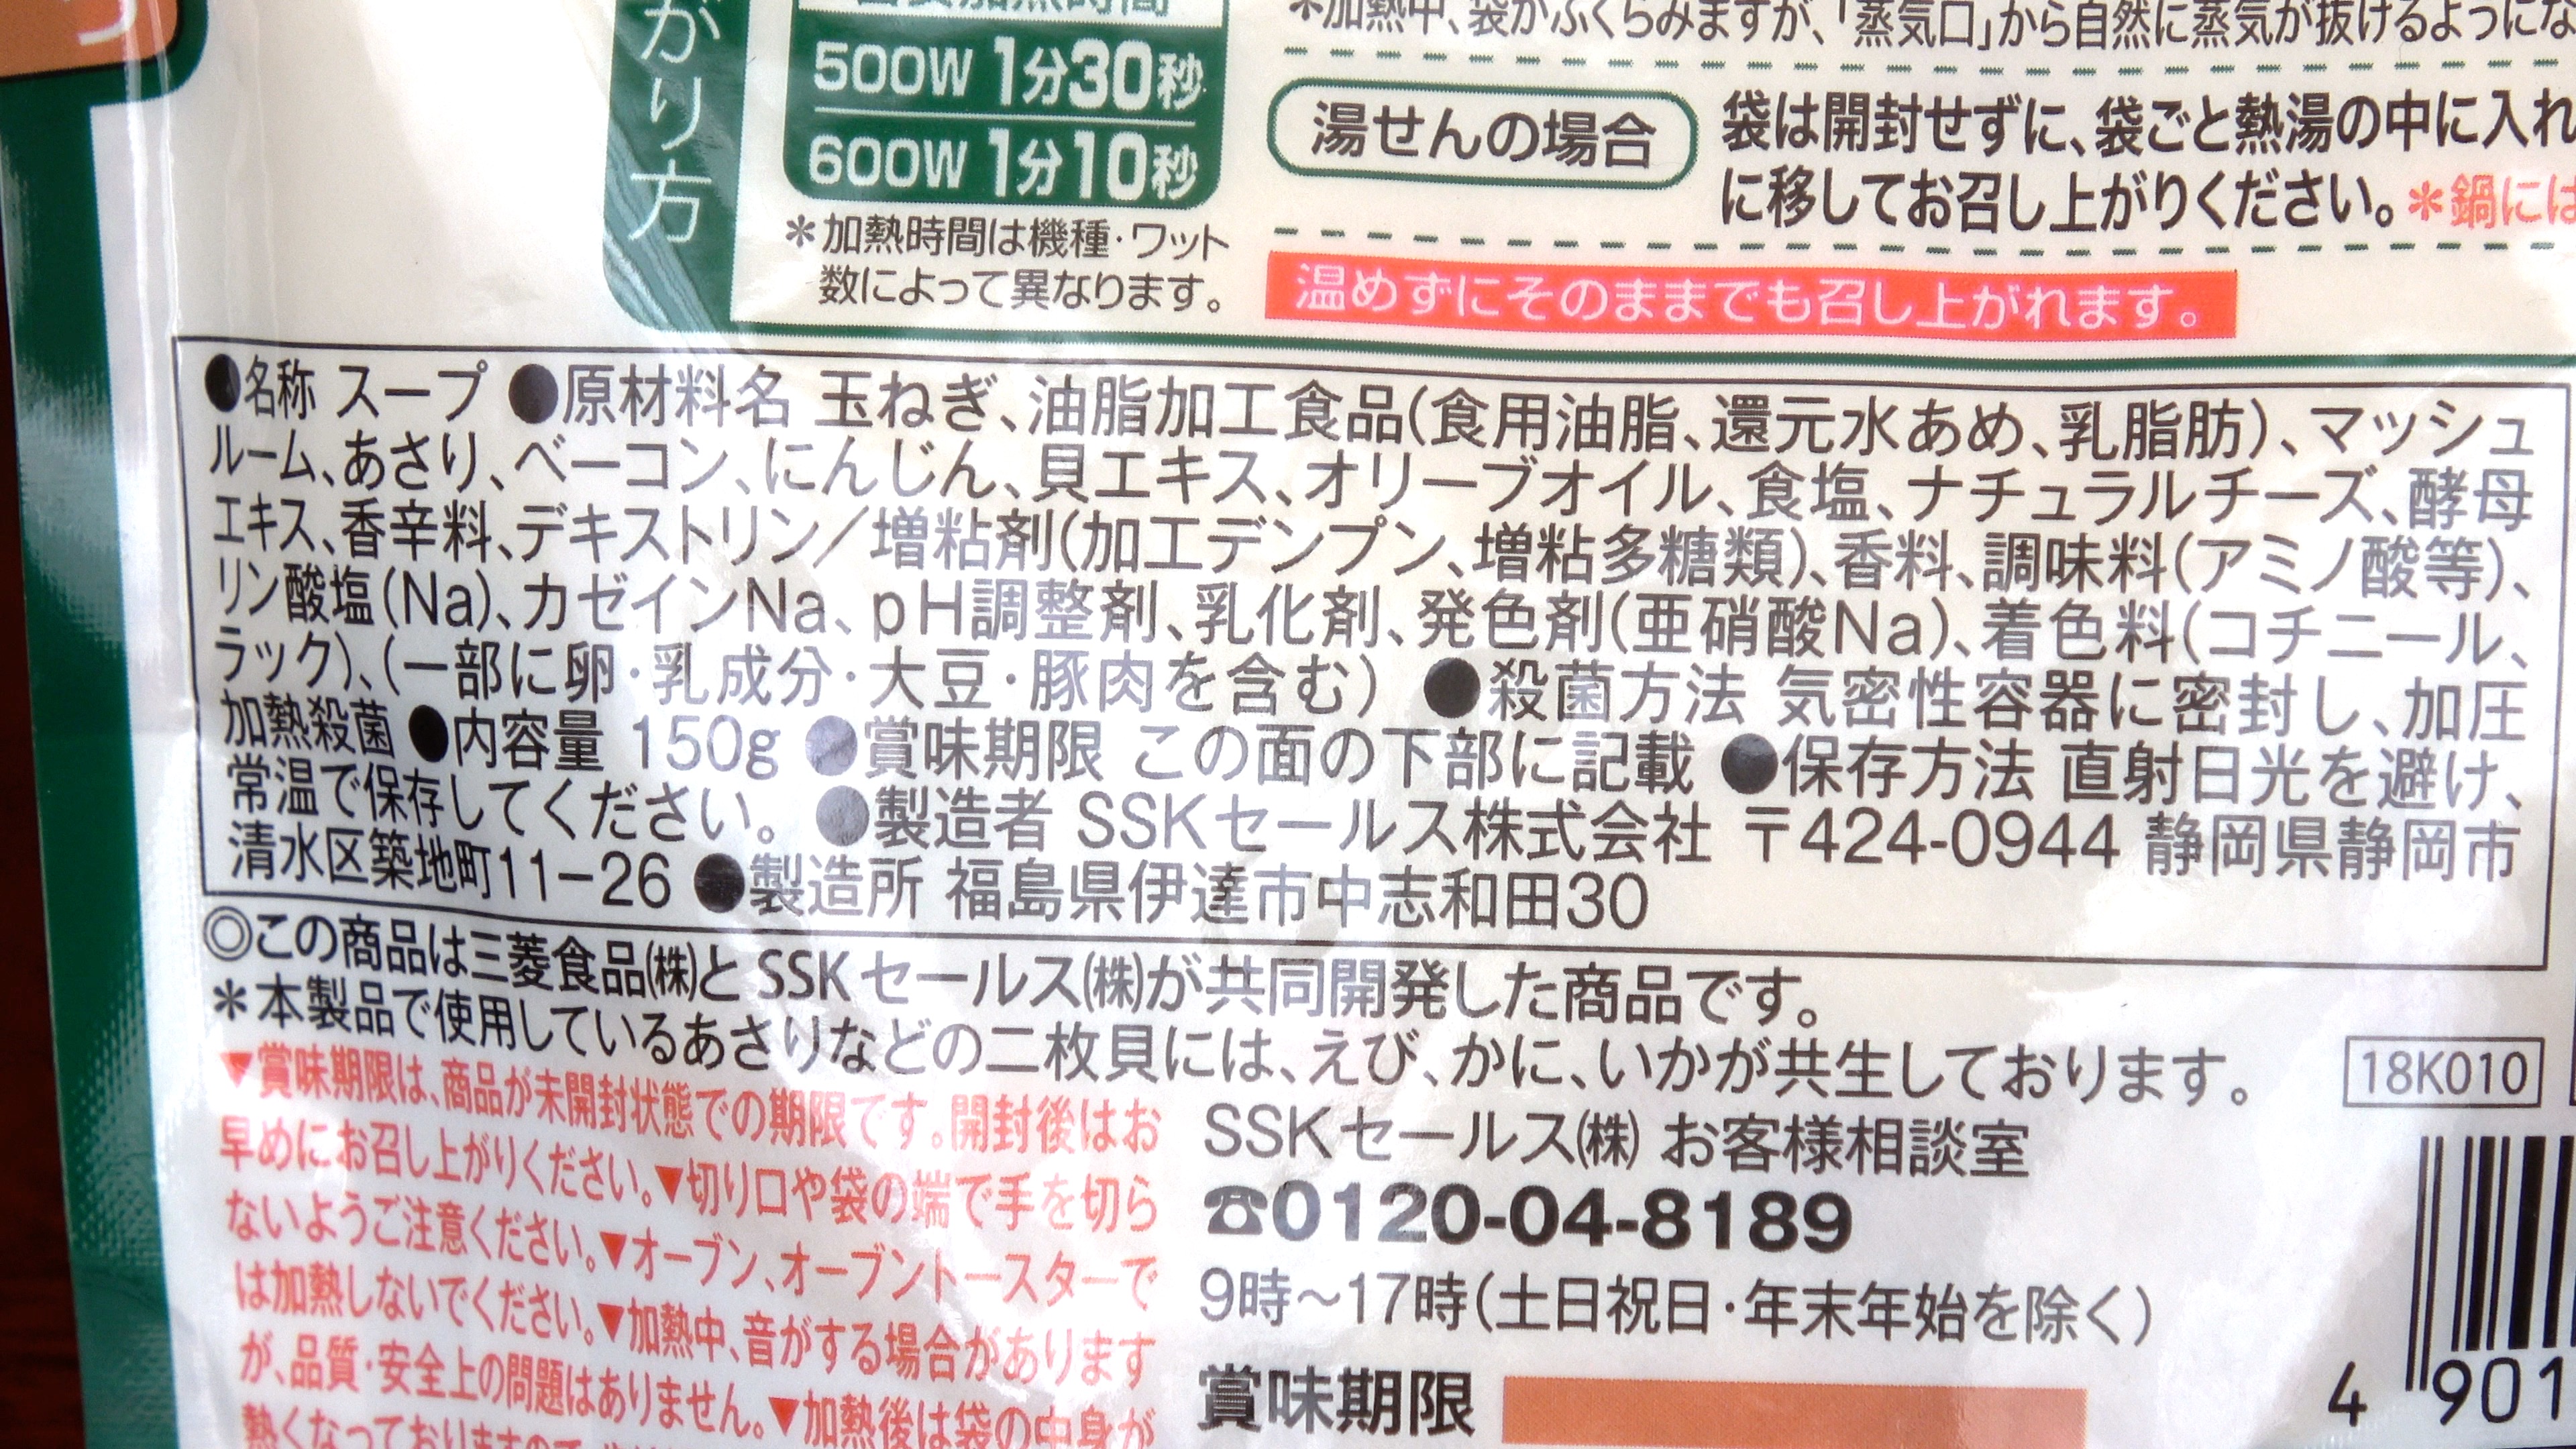 がり方
500W 1分30秒
600W 1分10秒
＊加熱時間は機種・ワット
数によって異なります。
＊加熱中、袋がふくらみますが、「蒸気口」から自然に蒸気が抜けるようにな
湯せんの場合
袋は開封せずに、袋ごと熱湯の中に入れ
に移してお召し上がりください。＊鍋には
温めずにそのままでも召し上がれます。
●名称 スープ ●原材料名 玉ねぎ、油脂加工食品(食用油脂、還元水あめ、乳脂肪)、マッシュ
ルーム、あさり、ベーコン、にんじん、貝エキス、オリーブオイル、食塩、ナチュラルチーズ、酵母
エキス、香辛料、デキストリン／増粘剤(加工デンプン、増粘多糖類)、香料、調味料(アミノ酸等)、
リン酸塩(Na)、カゼインNa、pH調整剤、乳化剤、発色剤(亜硝酸Na)、着色料(コチニール、
ラック)、(一部に卵・乳成分・大豆・豚肉を含む) ●殺菌方法 気密性容器に密封し、加圧
加熱殺菌 ●内容量 150g ●賞味期限 この面の下部に記載 ●保存方法 直射日光を避け、
常温で保存してください。 ●製造者 SSKセールス株式会社 〒424-0944 静岡県静岡市
清水区築地町11-26 ●製造所 福島県伊達市中志和田30
◎この商品は三菱食品㈱とSSKセールス㈱が共同開発した商品です。
＊本製品で使用しているあさりなどの二枚貝には、えび、かに、いかが共生しております。
18K010
▼賞味期限は、商品が未開封状態での期限です。開封後はお
早めにお召し上がりください。▼切り口や袋の端で手を切ら
ないようご注意ください。▼オーブン、オーブントースターで
は加熱しないでください。▼加熱中、音がする場合があります
が、品質・安全上の問題はありません。▼加熱後は袋の中身が
熱くなっておりますので
SSKセールス㈱ お客様相談室
☎0120-04-8189
9時～17時(土日祝日・年末年始を除く)
賞味期限
4 901